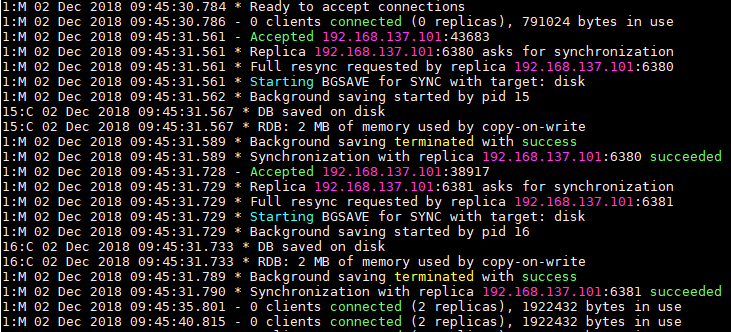 1:M 02 Dec 2018 09:45:30.784 * Ready to accept connections
1:M 02 Dec 2018 09:45:30.786 - 0 clients connected (0 replicas), 791024 bytes in use
1:M 02 Dec 2018 09:45:31.561 - Accepted 192.168.137.101:43683
1:M 02 Dec 2018 09:45:31.561 * Replica 192.168.137.101:6380 asks for synchronization
1:M 02 Dec 2018 09:45:31.561 * Full resync requested by replica 192.168.137.101:6380
1:M 02 Dec 2018 09:45:31.561 * Starting BGSAVE for SYNC with target: disk
1:M 02 Dec 2018 09:45:31.562 * Background saving started by pid 15
15:C 02 Dec 2018 09:45:31.567 * DB saved on disk
15:C 02 Dec 2018 09:45:31.567 * RDB: 2 MB of memory used by copy-on-write
1:M 02 Dec 2018 09:45:31.589 * Background saving terminated with success
1:M 02 Dec 2018 09:45:31.589 * Synchronization with replica 192.168.137.101:6380 succeeded
1:M 02 Dec 2018 09:45:31.728 - Accepted 192.168.137.101:38917
1:M 02 Dec 2018 09:45:31.729 * Replica 192.168.137.101:6381 asks for synchronization
1:M 02 Dec 2018 09:45:31.729 * Full resync requested by replica 192.168.137.101:6381
1:M 02 Dec 2018 09:45:31.729 * Starting BGSAVE for SYNC with target: disk
1:M 02 Dec 2018 09:45:31.729 * Background saving started by pid 16
16:C 02 Dec 2018 09:45:31.733 * DB saved on disk
16:C 02 Dec 2018 09:45:31.733 * RDB: 2 MB of memory used by copy-on-write
1:M 02 Dec 2018 09:45:31.789 * Background saving terminated with success
1:M 02 Dec 2018 09:45:31.790 * Synchronization with replica 192.168.137.101:6381 succeeded
1:M 02 Dec 2018 09:45:35.801 - 0 clients connected (2 replicas), 1922432 bytes in use
1:M 02 Dec 2018 09:45:40.815 - 0 clients connected (2 replicas), 1922432 bytes in use